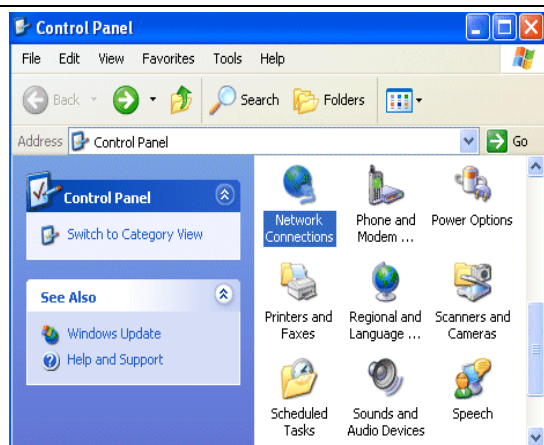 Control Panel
File Edit View Favorites Tools Help
Back Search Folders
Address Control Panel Go
Control Panel
Switch to Category View
See Also
Windows Update
Help and Support
Network Connections
Phone and Modem ...
Power Options
Printers and Faxes
Regional and Language ...
Scanners and Cameras
Scheduled Tasks
Sounds and Audio Devices
Speech